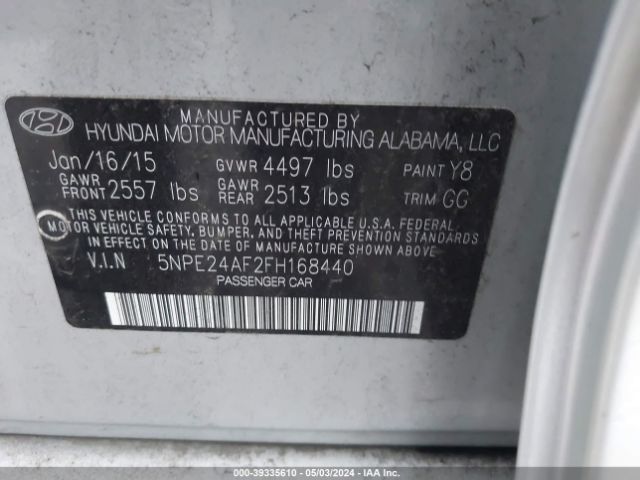 MANUFACTURED BY
HYUNDAI MOTOR MANUFACTURING ALABAMA, LLC
Jan/16/15 GVWR 4497 lbs PAINT Y8
GAWR FRONT 2557 lbs GAWR REAR 2513 lbs TRIM GG
THIS VEHICLE CONFORMS TO ALL APPLICABLE U.S.A. FEDERAL
MOTOR VEHICLE SAFETY, BUMPER, AND THEFT PREVENTION
STANDARDS IN EFFECT ON THE DATE OF MANUFACTURE SHOWN ABOVE
V.I.N 5NPE24AF2FH168440
PASSENGER CAR
000-39335610 - 05/03/2024 - IAA Inc.